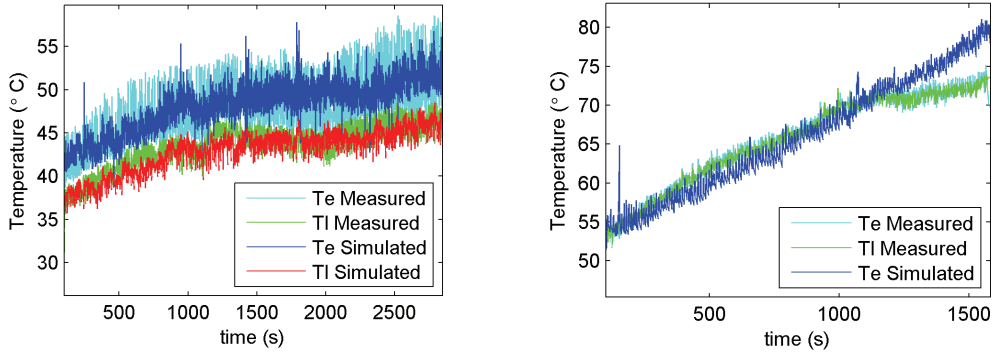 55
50
45
40
35
30
Temperature (° C)
500 1000 1500 2000 2500
time (s)
Te Measured
Tl Measured
Te Simulated
Tl Simulated
80
75
70
65
60
55
50
Temperature (° C)
500 1000 1500
time (s)
Te Measured
Tl Measured
Te Simulated